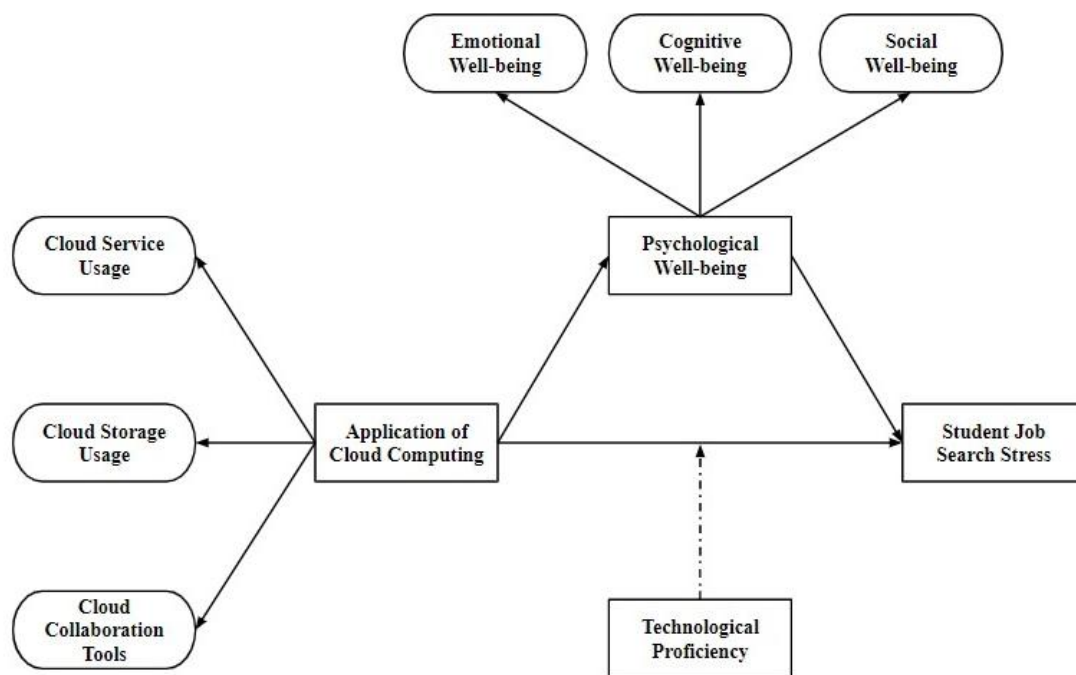 Emotional
Well-being
Cognitive
Well-being
Social
Well-being
Cloud Service
Usage
Psychological
Well-being
Cloud Storage
Usage
Application of
Cloud Computing
Student Job
Search Stress
Cloud
Collaboration
Tools
Technological
Proficiency